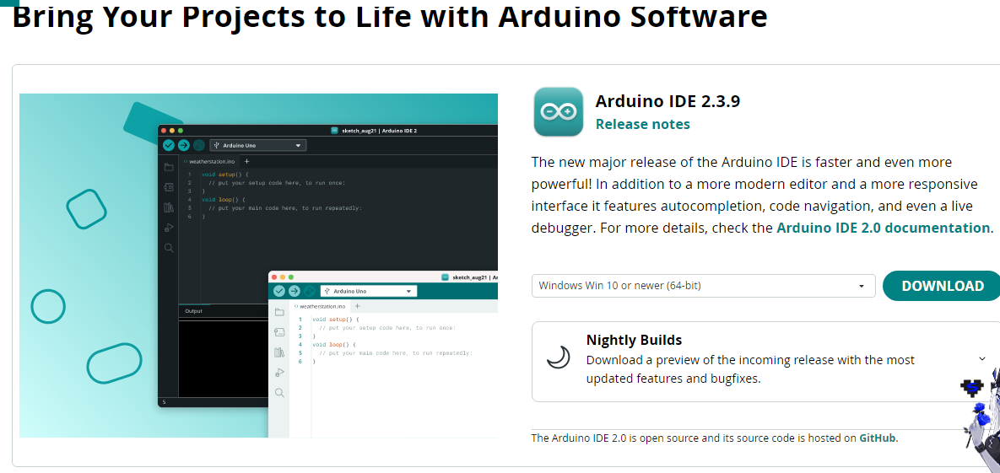 Bring Your Projects to Life with Arduino Software
sketch_aug21 | Arduino IDE 2
Arduino Uno
weatherstation.ino
1 void setup() {
2 // put your setup code here, to run once:
3 }
4 void loop() {
5 // put your main code here, to run repeatedly:
6 }
Output
5
sketch_aug21 | Ar
Arduino Uno
weatherstation.ino
1 void setup() {
2 // put your setup code here, to run once:
3 }
4 void loop() {
5 // put your main code here, to run repeatedly:
6 }
Arduino IDE 2.3.9
Release notes
The new major release of the Arduino IDE is faster and even more
powerful! In addition to a more modern editor and a more responsive
interface it features autocompletion, code navigation, and even a live
debugger. For more details, check the Arduino IDE 2.0 documentation.
Windows Win 10 or newer (64-bit)
DOWNLOAD
Nightly Builds
Download a preview of the incoming release with the most
updated features and bugfixes.
The Arduino IDE 2.0 is open source and its source code is hosted on GitHub.